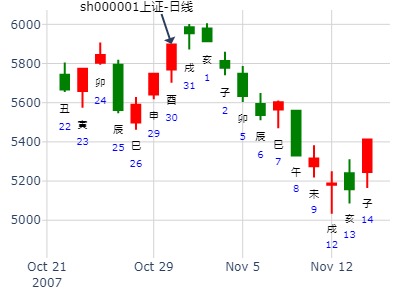 sh000001上证-日线
6000
5800
5600
5400
5200
5000
丑
22
寅
23
卯
24
辰
25
巳
26
申
29
酉
30
戌
31
亥
1
子
2
卯
5
辰
6
巳
7
午
8
未
9
戌
12
亥
13
子
14
Oct 21
2007
Oct 29
Nov 5
Nov 12